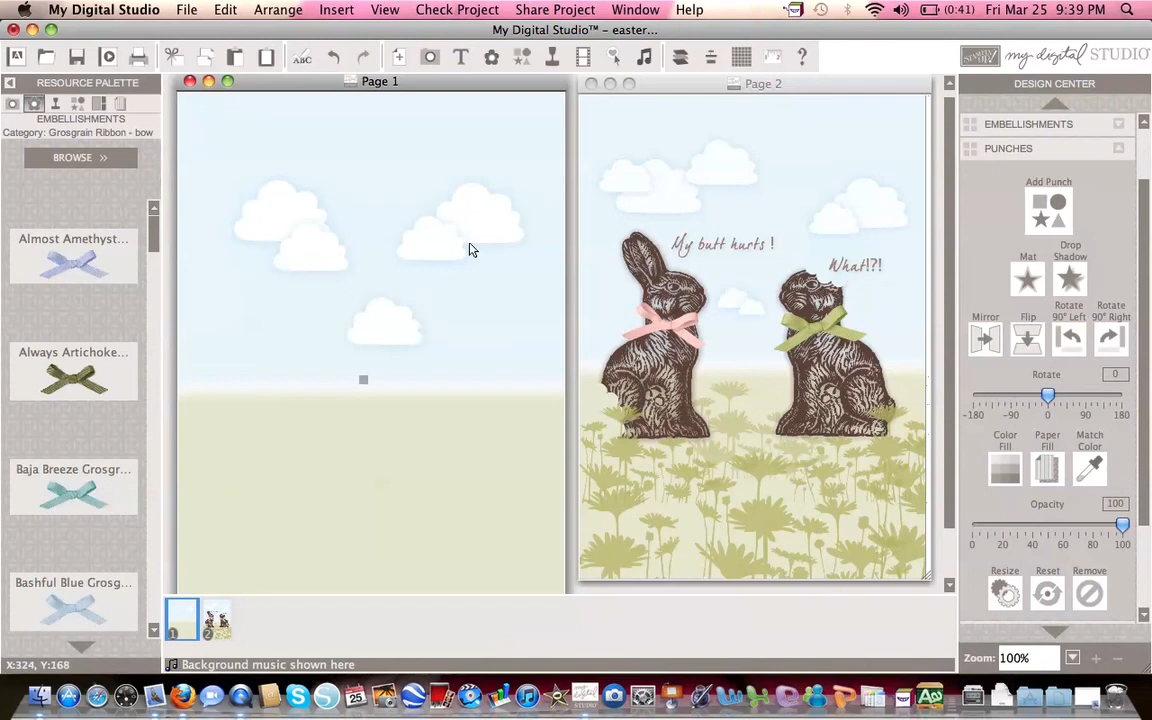 My Digital Studio File Edit Arrange Insert View Check Project Share Project Window Help (0:41) Fri Mar 25 9:39 PM
My Digital Studio™ - easter...
ABC T ? STAMPIN' UP! my digital STUDIO
RESOURCE PALETTE
EMBELLISHMENTS
Category: Grosgrain Ribbon - bow
BROWSE >>
Almost Amethyst...
Always Artichoke...
Baja Breeze Grosgr...
Bashful Blue Grosg...
X:324, Y:168
Page 1
Page 2
My butt hurts !
What!?!
1 2
Background music shown here
DESIGN CENTER
EMBELLISHMENTS
PUNCHES
Add Punch
Mat
Drop Shadow
Mirror
Flip
Rotate 90° Left
Rotate 90° Right
Rotate 0
-180 -90 0 90 180
Color Fill
Paper Fill
Match Color
Opacity 100
0 20 40 60 80 100
Resize
Reset
Remove
Zoom: 100%